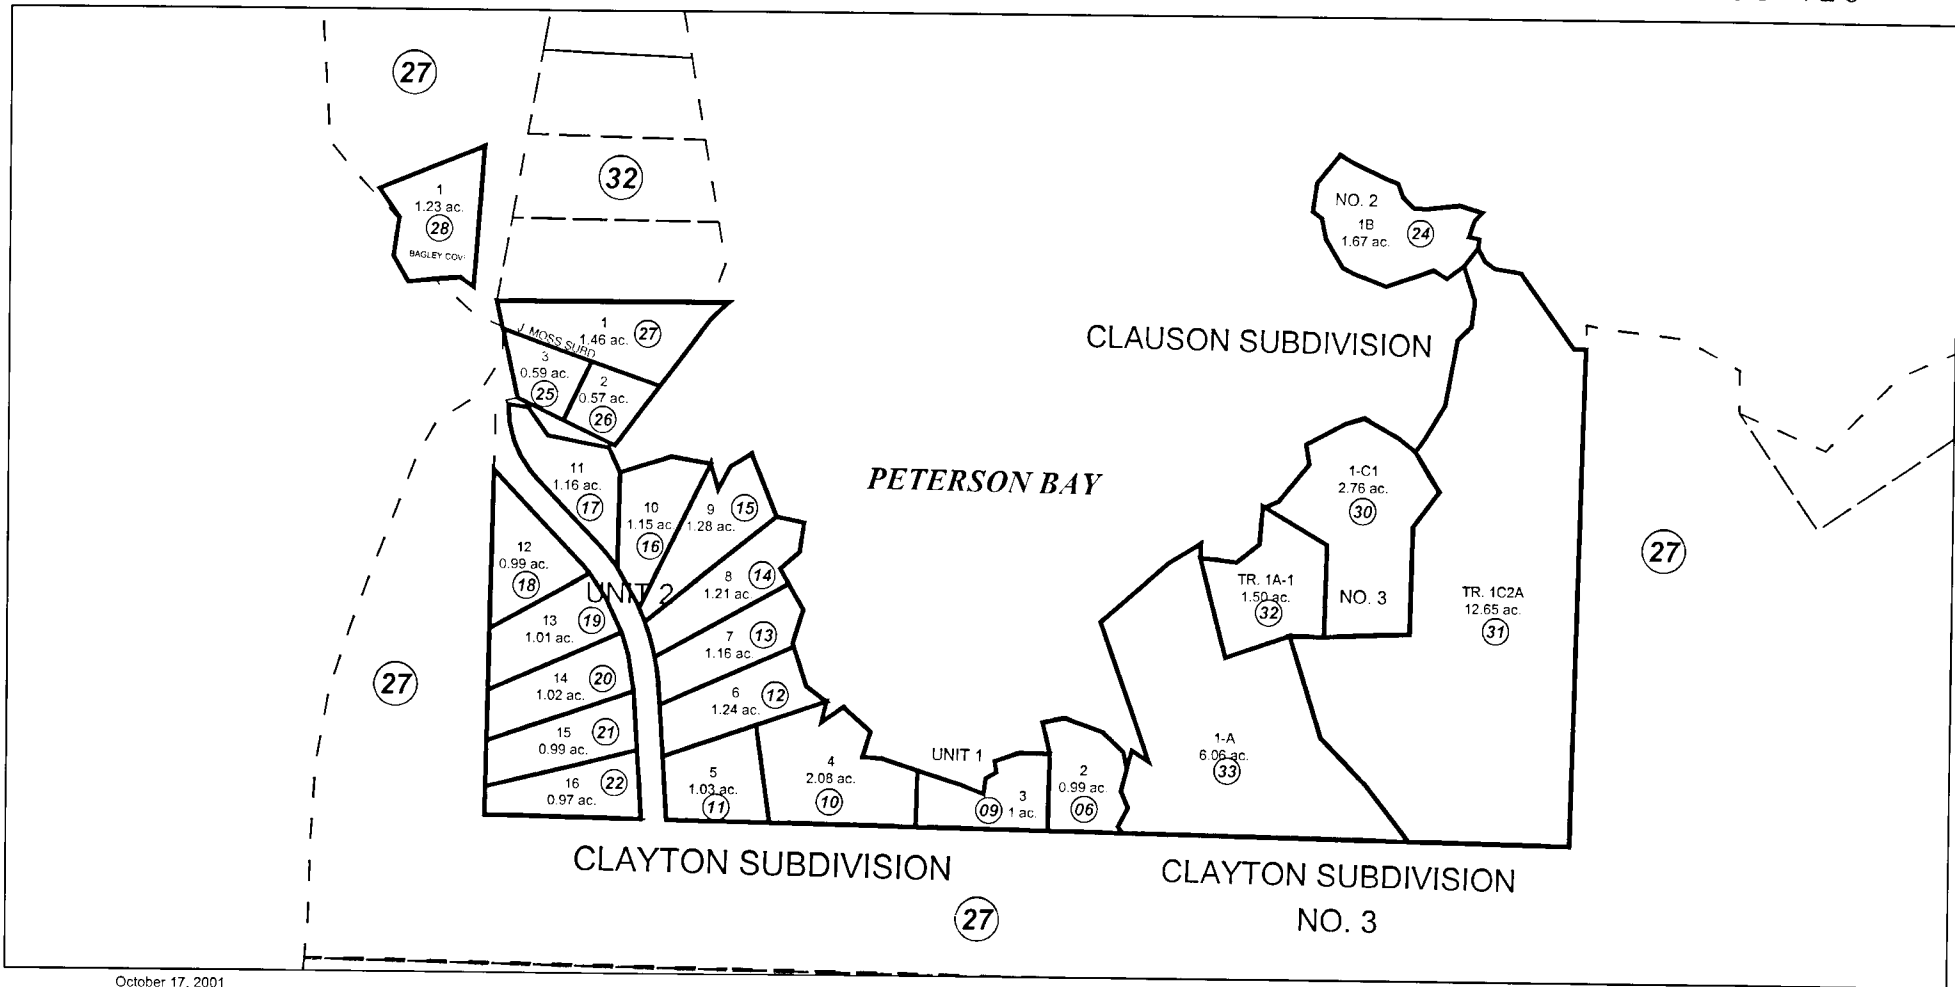 27
32
1
1.23 ac.
28
BAGLEY COV
NO. 2
1B
1.67 ac.
24
1
1.46 ac.
27
J. MOSS SUBD
3
0.59 ac.
25
2
0.57 ac.
26
CLAUSON SUBDIVISION
PETERSON BAY
11
1.16 ac.
17
10
1.15 ac.
16
9
1.28 ac.
15
12
0.99 ac.
18
UNIT 2
8
1.21 ac.
14
13
1.01 ac.
19
7
1.16 ac.
13
14
1.02 ac.
20
6
1.24 ac.
12
15
0.99 ac.
21
16
0.97 ac.
22
5
1.03 ac.
11
4
2.08 ac.
10
UNIT 1
3
1 ac.
09
2
0.99 ac.
06
1-C1
2.76 ac.
30
NO. 3
TR. 1A-1
1.50 ac.
32
TR. 1C2A
12.65 ac.
31
1-A
6.06 ac.
33
27
27
CLAYTON SUBDIVISION
CLAYTON SUBDIVISION
NO. 3
27
October 17, 2001